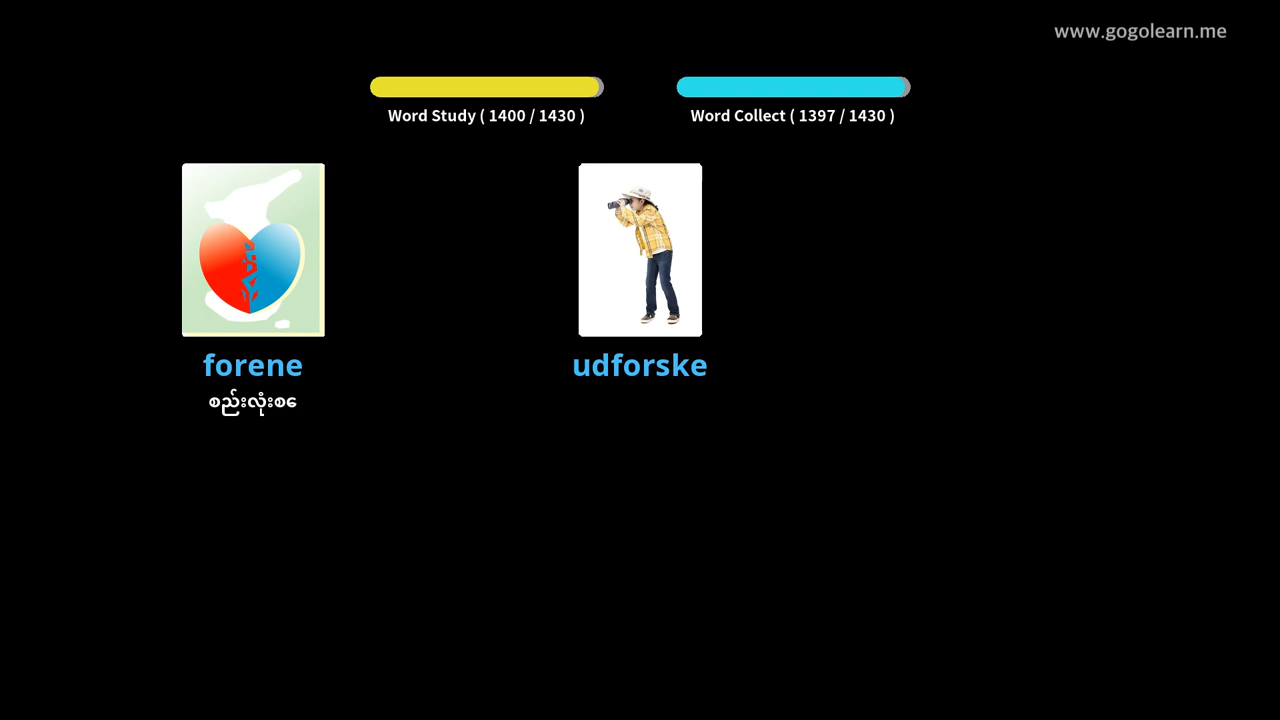 www.gogolearn.me
Word Study ( 1400 / 1430 )
Word Collect ( 1397 / 1430 )
forene
udforske
စည်းလုံးစေ